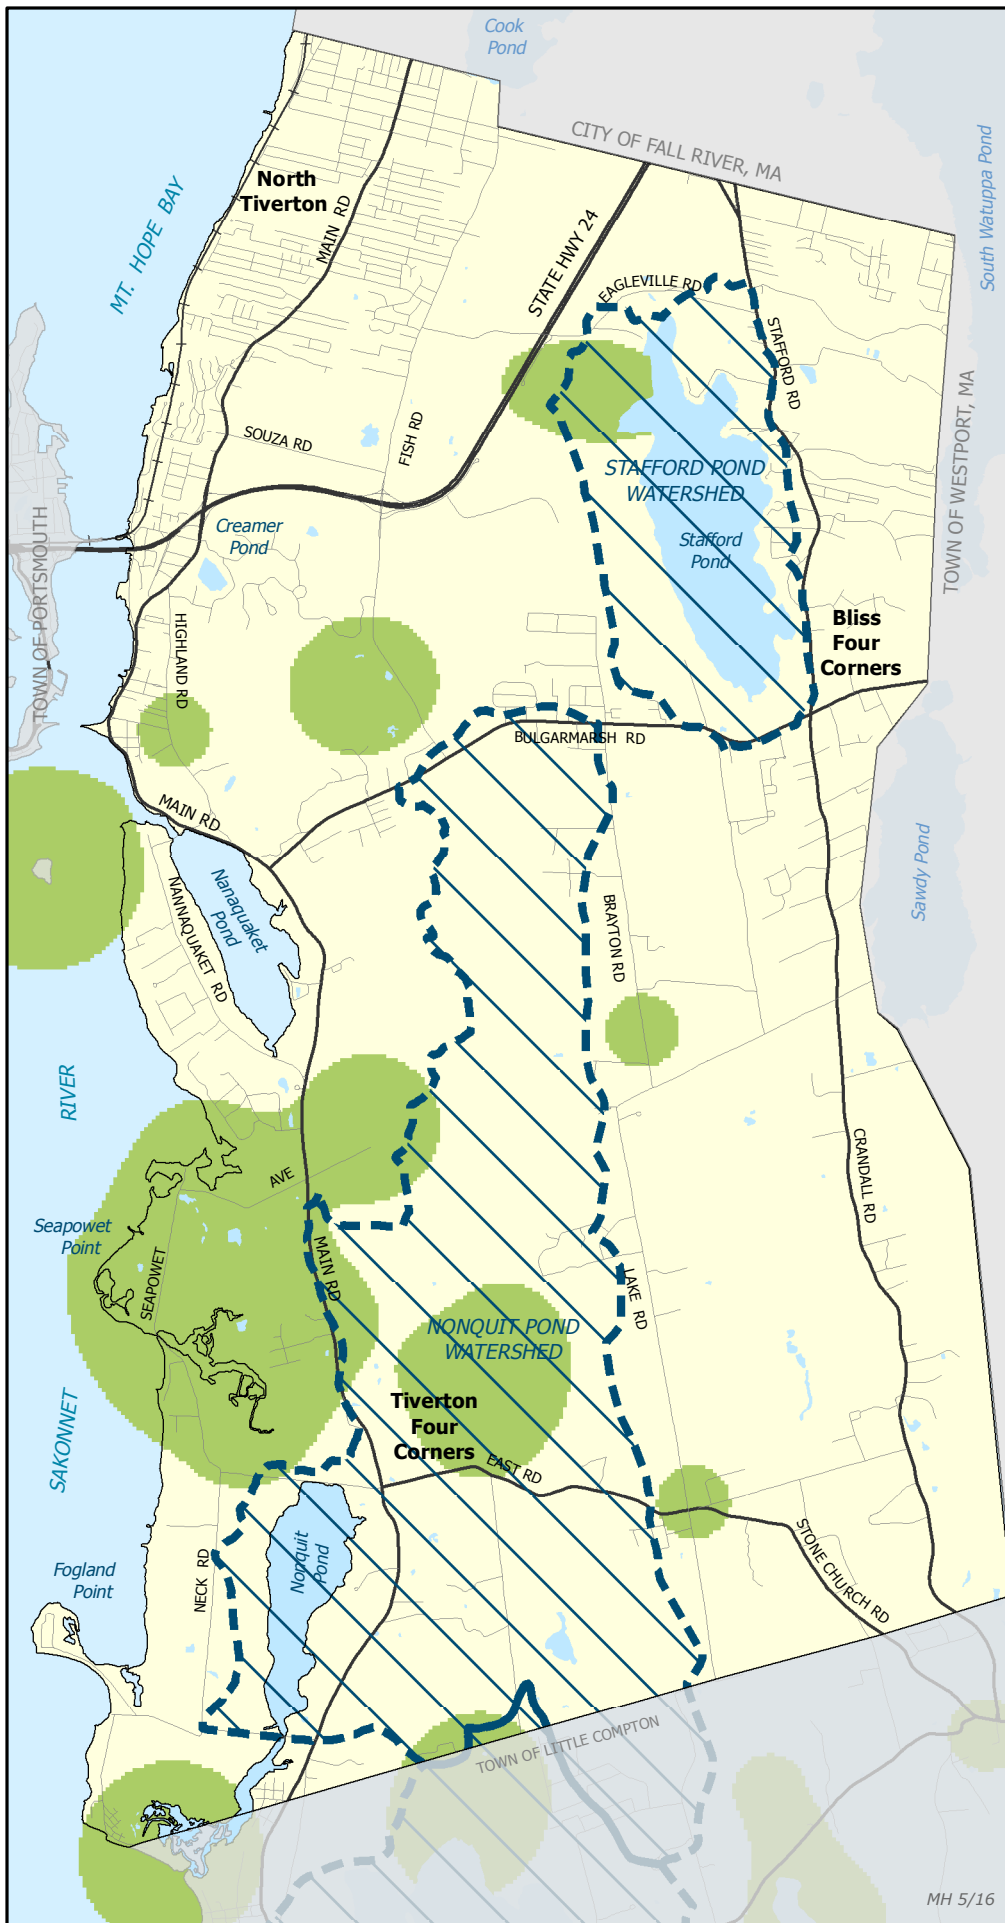 Cook
Pond
CITY OF FALL RIVER, MA
South Watuppa Pond
North
Tiverton
MAIN RD
MT. HOPE BAY
STATE HWY 24
EAGLEVILLE RD
STAFFORD RD
TOWN OF WESTPORT, MA
SOUZA RD
FISH RD
STAFFORD POND
WATERSHED
Creamer
Pond
Stafford
Pond
TOWN OF PORTSMOUTH
HIGHLAND RD
Bliss
Four
Corners
BULGARMARSH RD
MAIN RD
Nanaquaket
Pond
NANNAQUAKET RD
Sawdy Pond
BRAYTON RD
RIVER
CRANDALL RD
AVE
Seapowet
Point
SEAPOWET
MAIN RD
LAKE RD
NONQUIT POND
WATERSHED
Tiverton
Four
Corners
SAKONNET
EAST RD
STONE CHURCH RD
Nonquit
Pond
Fogland
Point
NECK RD
TOWN OF LITTLE COMPTON
MH 5/16